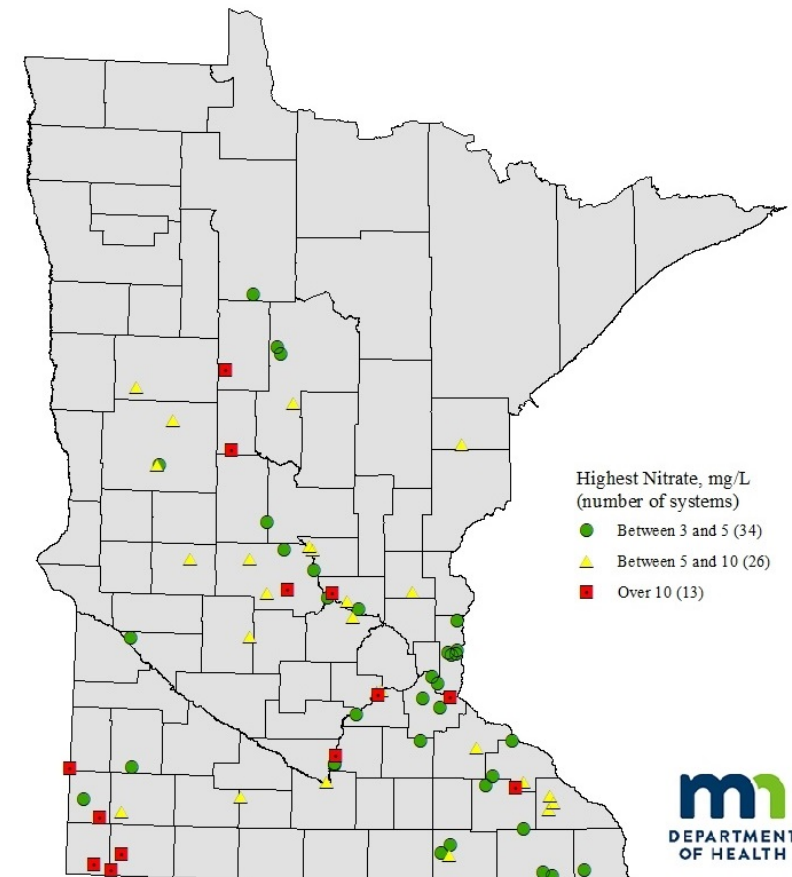 Highest Nitrate, mg/L
(number of systems)
Between 3 and 5 (34)
Between 5 and 10 (26)
Over 10 (13)
mn
DEPARTMENT
OF HEALTH